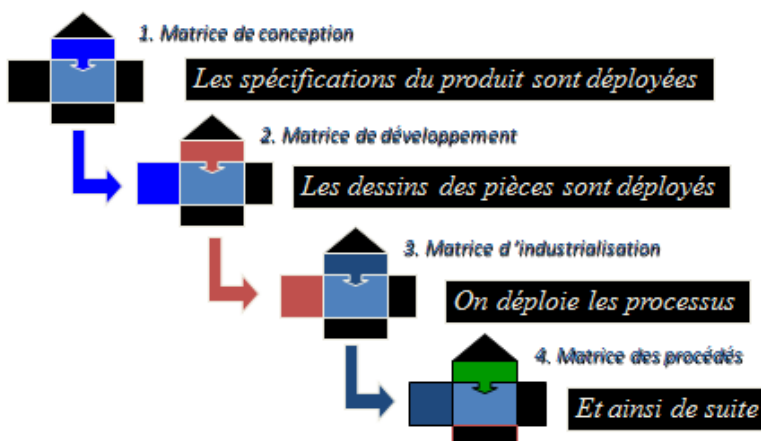 1. Matrice de conception
Les spécifications du produit sont déployées
2. Matrice de développement
Les dessins des pièces sont déployés
3. Matrice d'industrialisation
On déploie les processus
4. Matrice des procédés
Et ainsi de suite